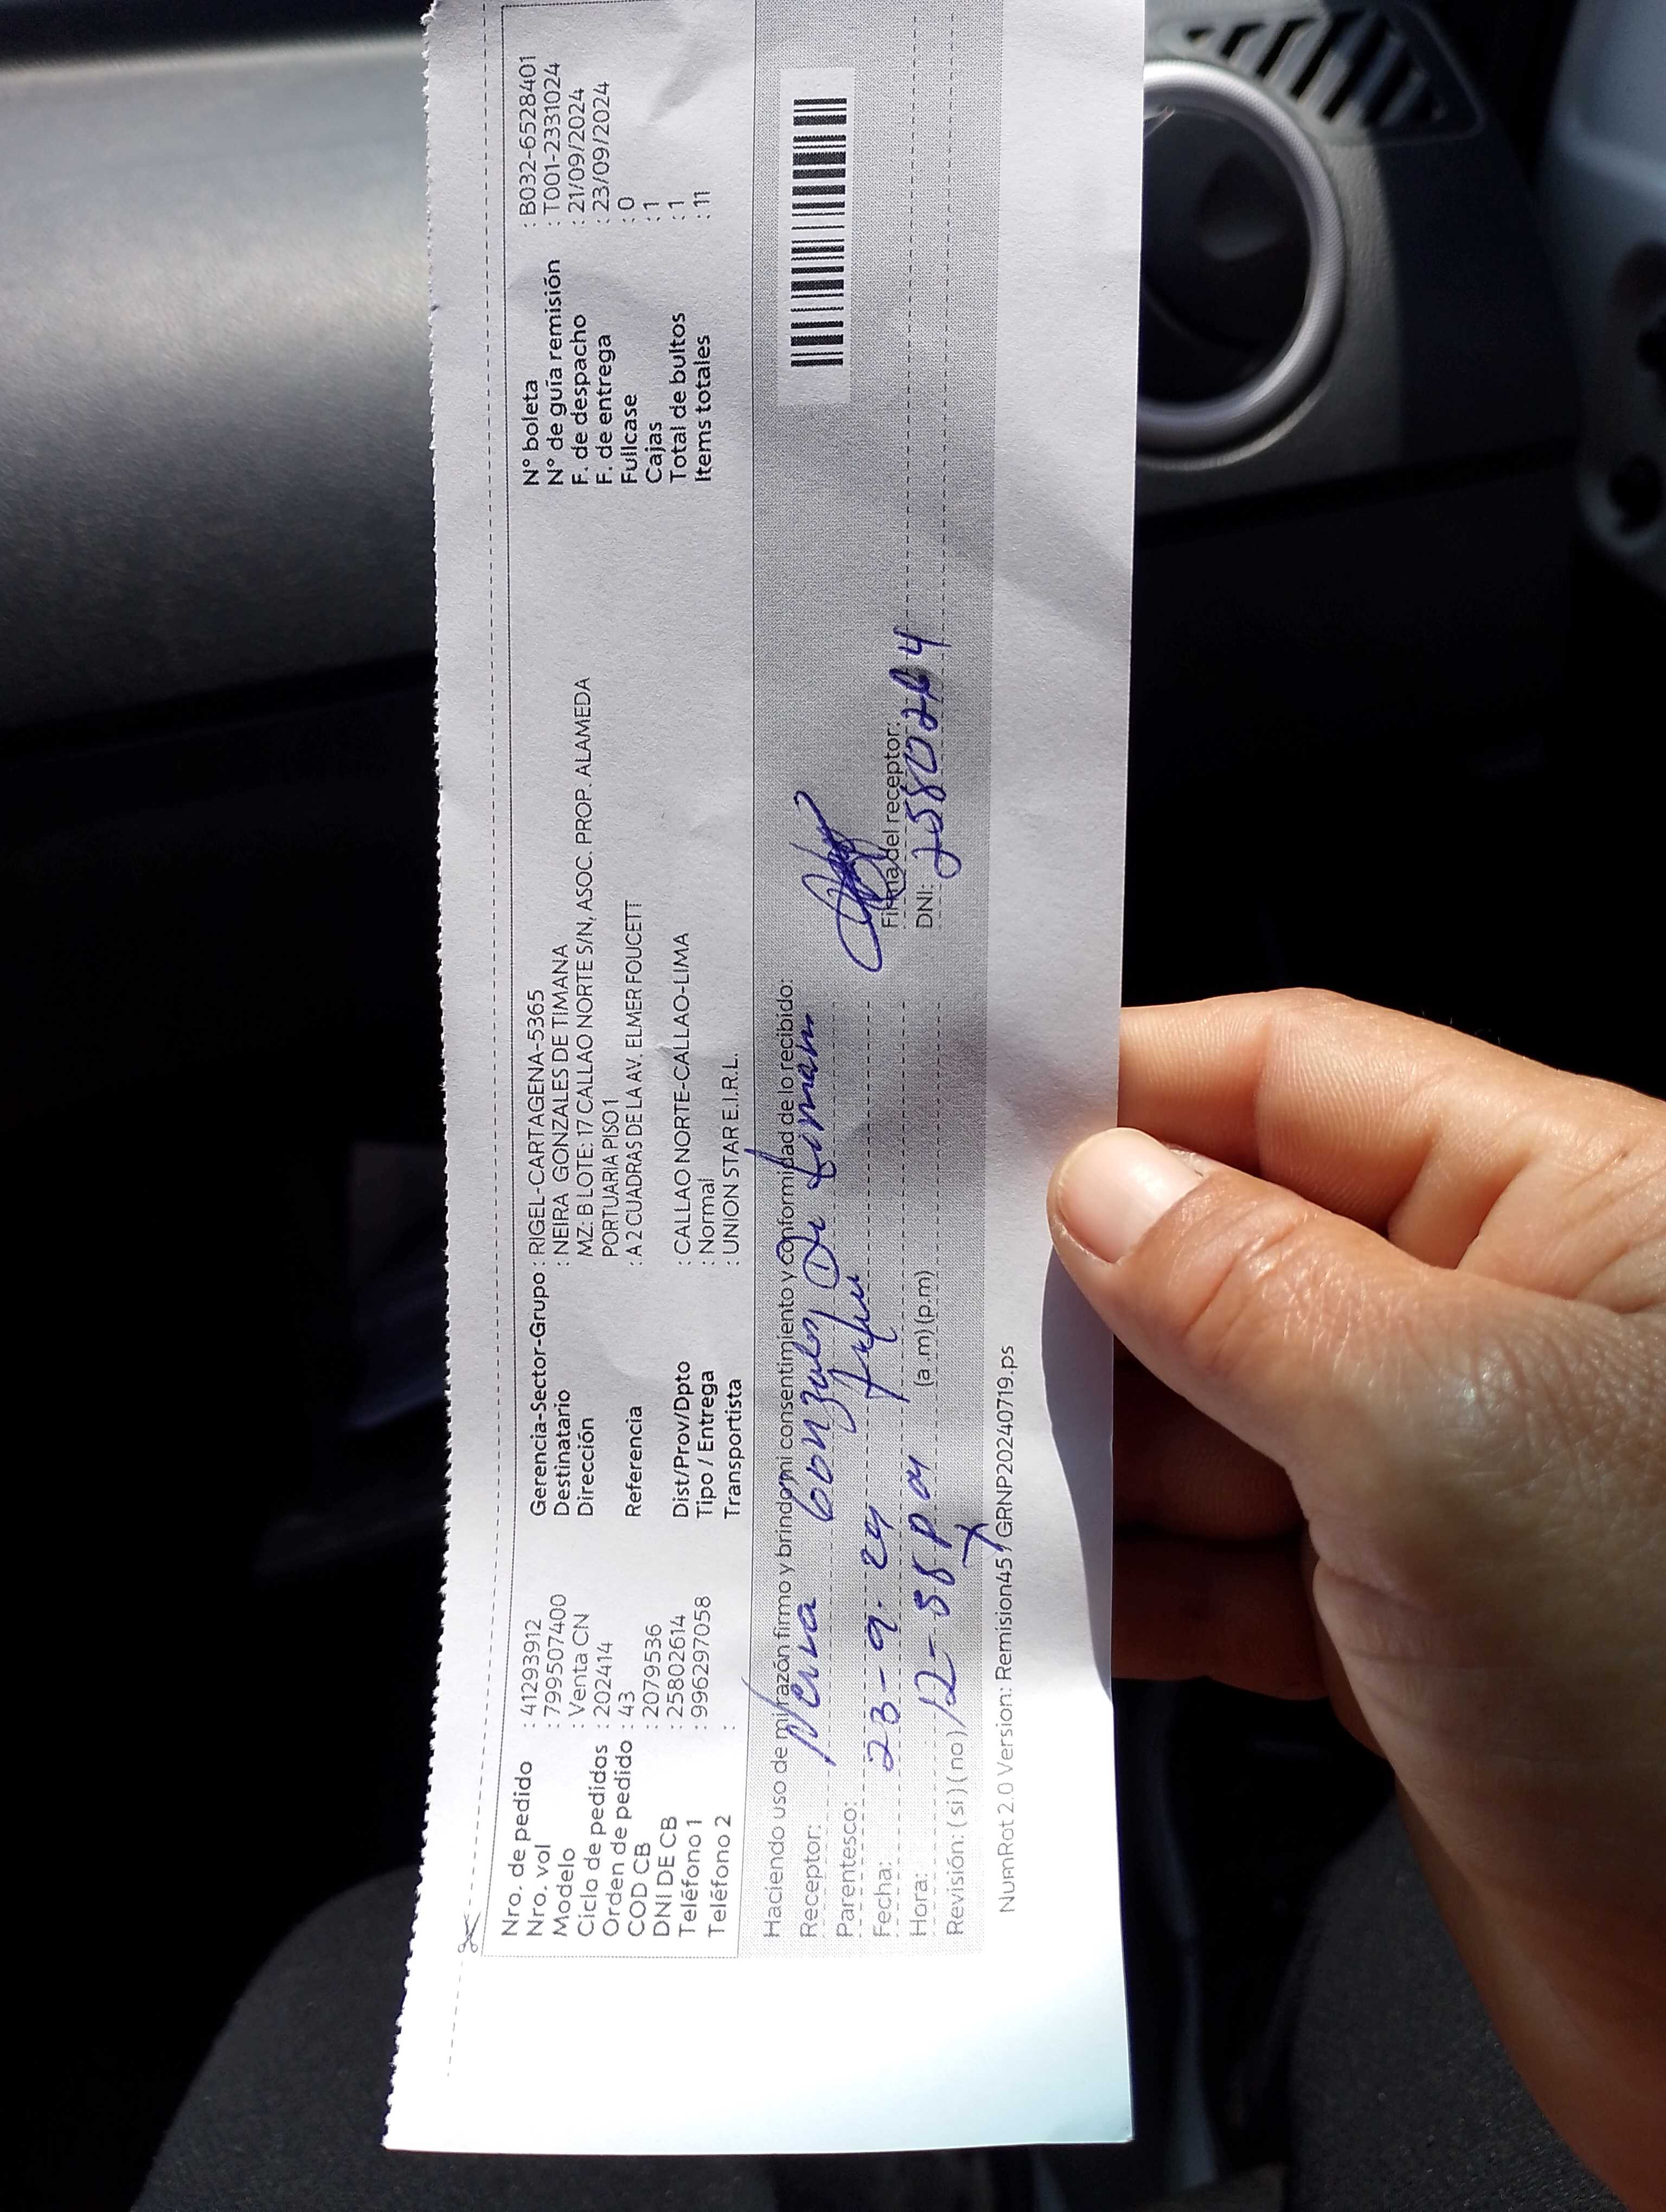 Nro. de pedido : 41293912
Nro. vol : 799507400
Modelo : Venta CN
Ciclo de pedidos : 202414
Orden de pedido : 43
COD CB : 2079536
DNI DE CB : 25802614
Teléfono 1 : 996297058
Teléfono 2 :
Gerencia-Sector-Grupo : RIGEL-CARTAGENA-5365
Destinatario : NEIRA GONZALES DE TIMANA
Dirección MZ: B LOTE: 17 CALLAO NORTE S/N, ASOC. PROP. ALAMEDA
PORTUARIA PISO 1
Referencia : A 2 CUADRAS DE LA AV. ELMER FOUCETT
Dist/Prov/Dpto : CALLAO NORTE-CALLAO-LIMA
Tipo / Entrega : Normal
Transportista : UNION STAR E.I.R.L.
N° boleta : B032-6528401
N° de guía remisión : T001-2331024
F. de despacho : 21/09/2024
F. de entrega : 23/09/2024
Fullcase : 0
Cajas : 1
Total de bultos : 1
Items totales : 11
Haciendo uso de mi razón firmo y brindo mi consentimiento y conformidad de lo recibido:
Receptor: Neira Gonzales De
Parentesco:
Fecha: 23-9-24
Hora: 12-58 PM (a.m) (p.m)
Revisión: (si) (no)
Firma del receptor:
DNI:
NumRot 2.0 Version: Remision451GRNP20240719.ps